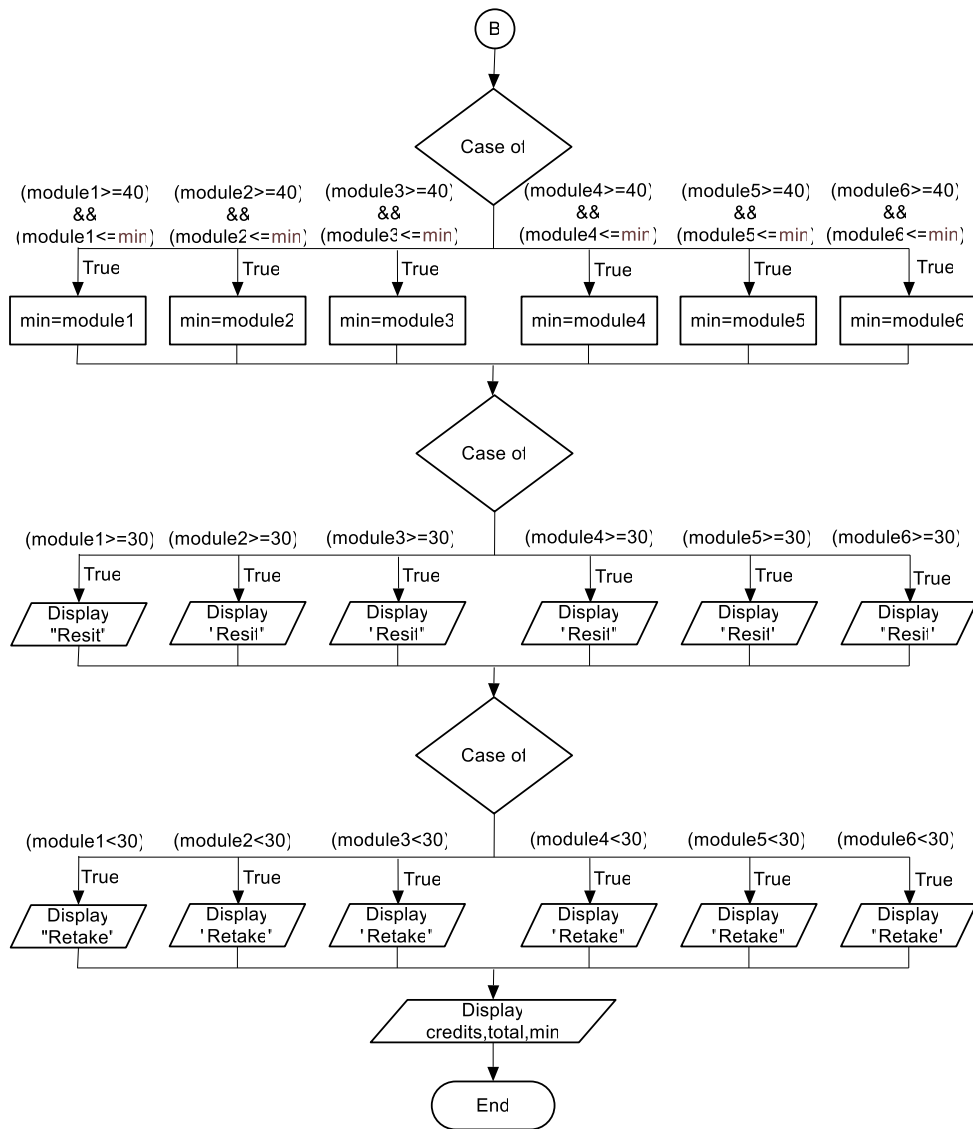 B
Case of
(module1>=40) (module2>=40) (module3>=40) (module4>=40) (module5>=40) (module6>=40)
&& && && && && &&
(module1<=min) (module2<=min) (module3<=min) (module4<=min) (module5<=min) (module6<=min)
True True True True True True
min=module1 min=module2 min=module3 min=module4 min=module5 min=module6
Case of
(module1>=30) (module2>=30) (module3>=30) (module4>=30) (module5>=30) (module6>=30)
True True True True True True
Display Display Display Display Display Display
"Resit" "Resit" "Resit" "Resit" "Resit" "Resit"
Case of
(module1<30) (module2<30) (module3<30) (module4<30) (module5<30) (module6<30)
True True True True True True
Display Display Display Display Display Display
"Retake" "Retake" "Retake" "Retake" "Retake" "Retake"
Display
credits,total,min
End